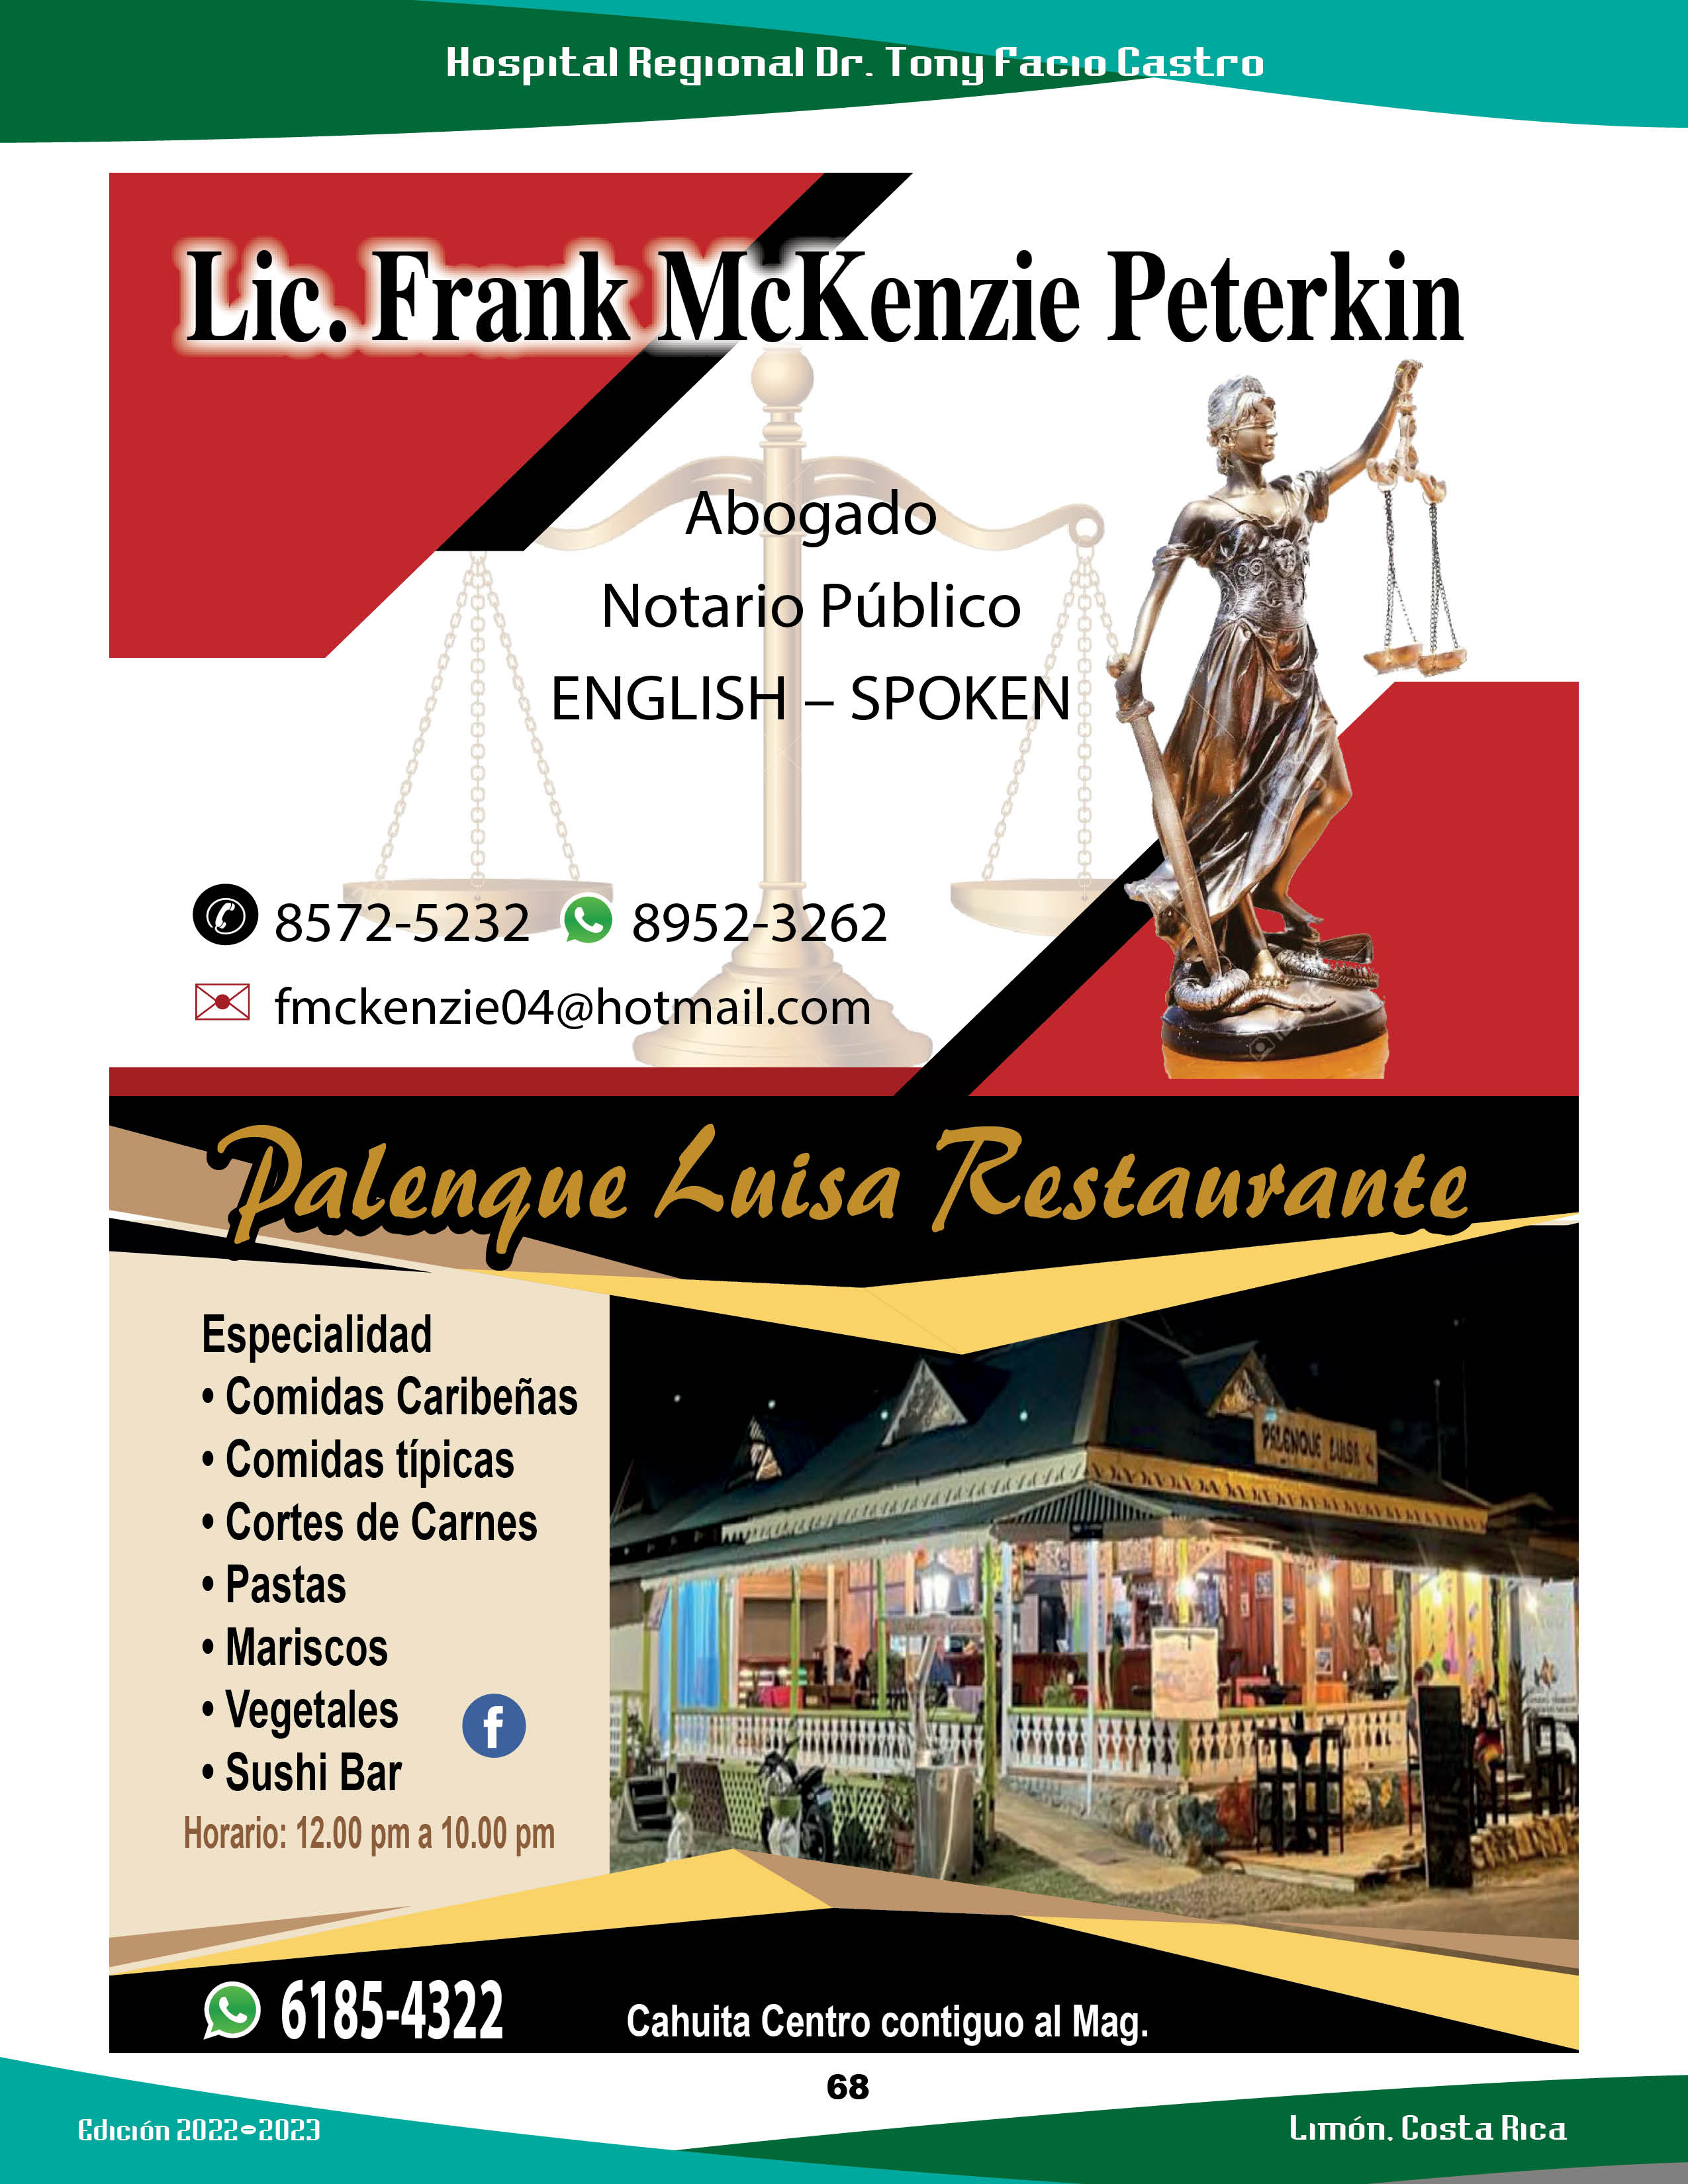 Hospital Regional Dr. Tony Facio Castro
Lic. Frank McKenzie Peterkin
Abogado
Notario Público
ENGLISH – SPOKEN
8572-5232 8952-3262
fmckenzie04@hotmail.com
Palenque Luisa Restaurante
Especialidad
• Comidas Caribeñas
• Comidas típicas
• Cortes de Carnes
• Pastas
• Mariscos
• Vegetales
• Sushi Bar
Horario: 12.00 pm a 10.00 pm
PALENQUE LUISA
6185-4322
Cahuita Centro contiguo al Mag.
68
Edición 2022-2023
Limón, Costa Rica